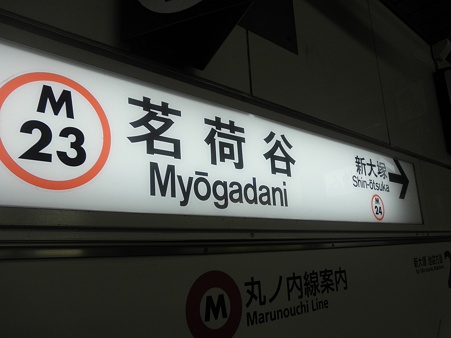 M
23
茗荷谷
Myōgadani
新大塚
Shin-ōtsuka
M
24
M
丸ノ内線案内
Marunouchi Line